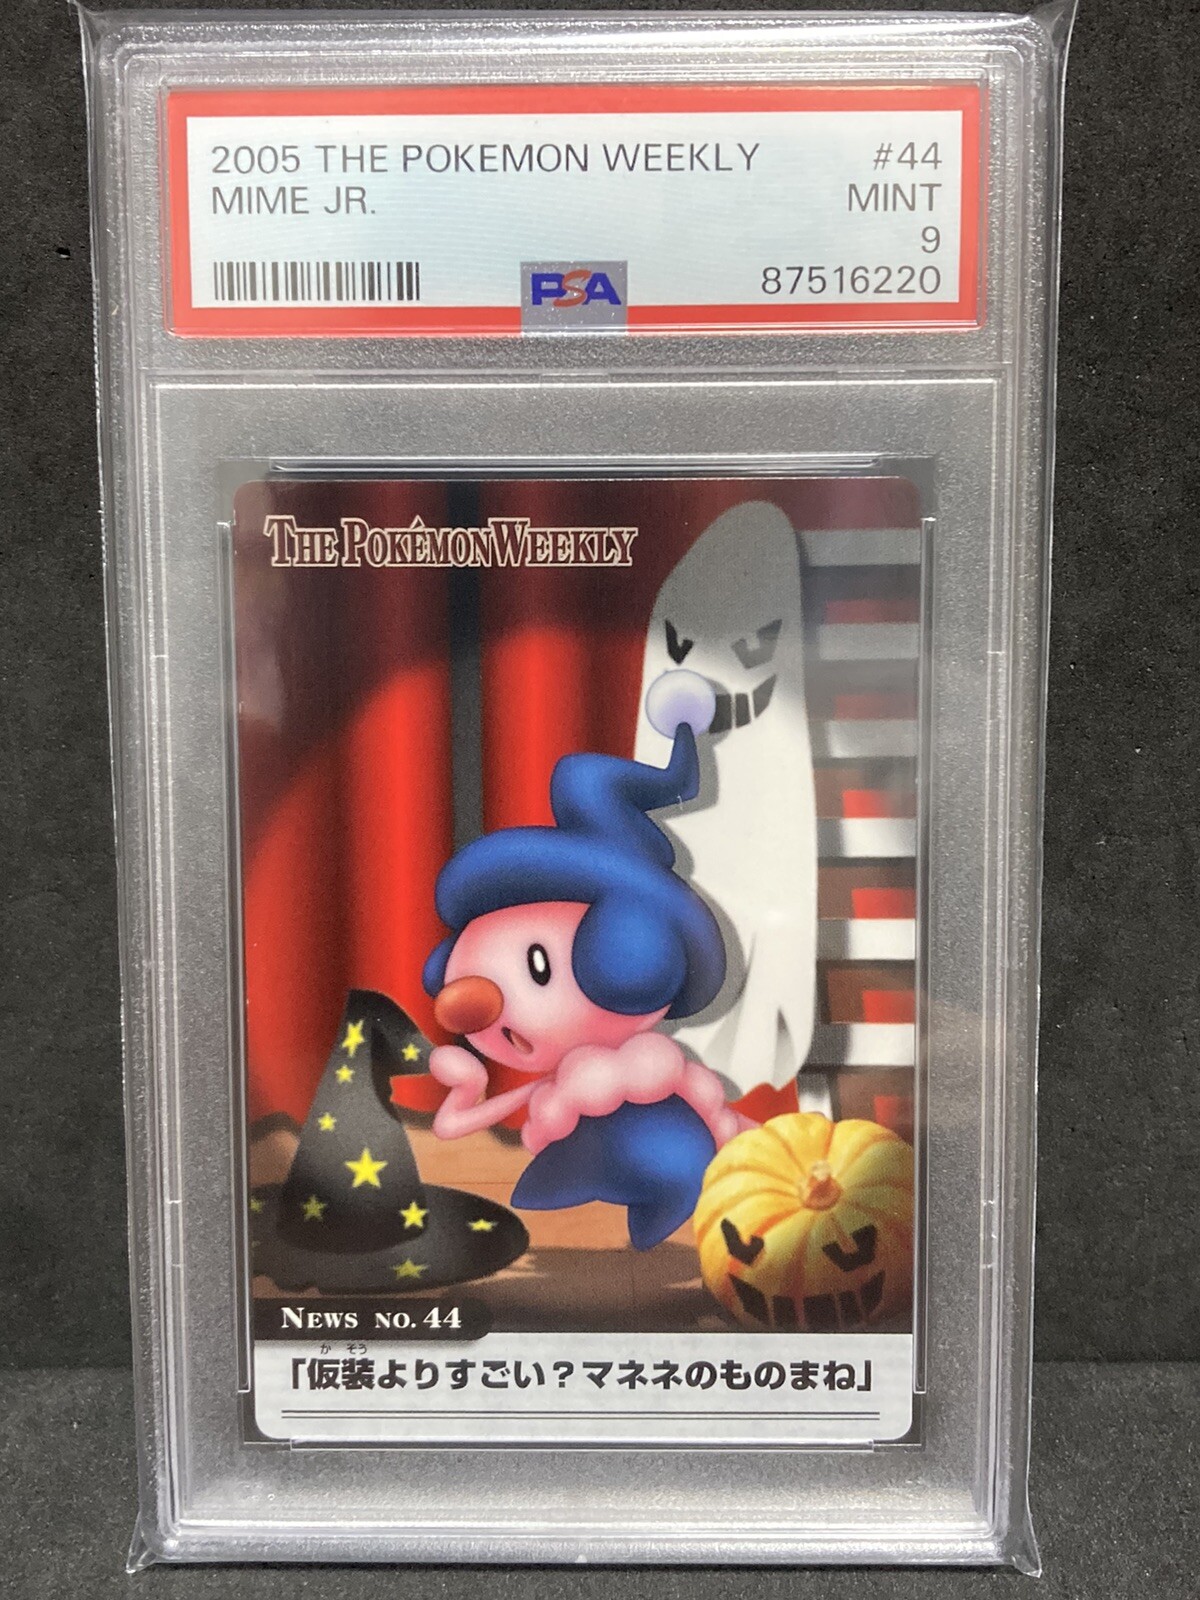 2005 THE POKEMON WEEKLY #44
MIME JR. MINT
9
PSA 87516220
THE POKÉMON WEEKLY
NEWS NO. 44
か そう
「仮装よりすごい？マネネのものまね」